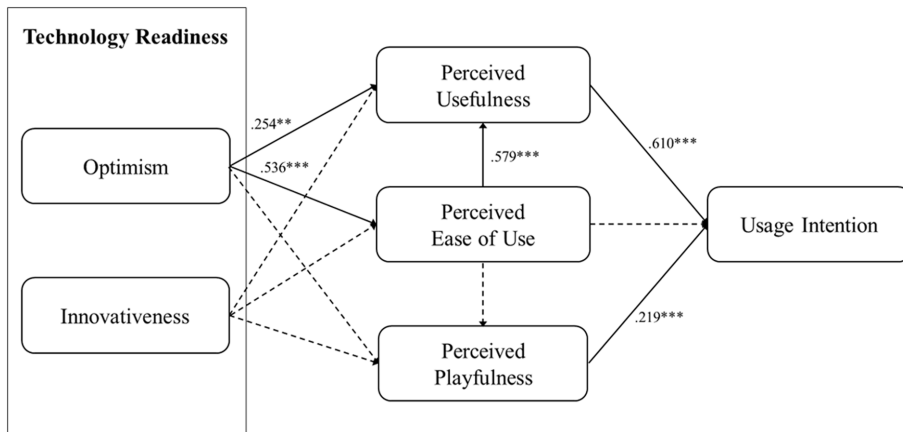 Technology Readiness
Perceived
Usefulness
.254**
.610***
Optimism
.536***
.579***
Perceived
Ease of Use
Usage Intention
Innovativeness
.219***
Perceived
Playfulness